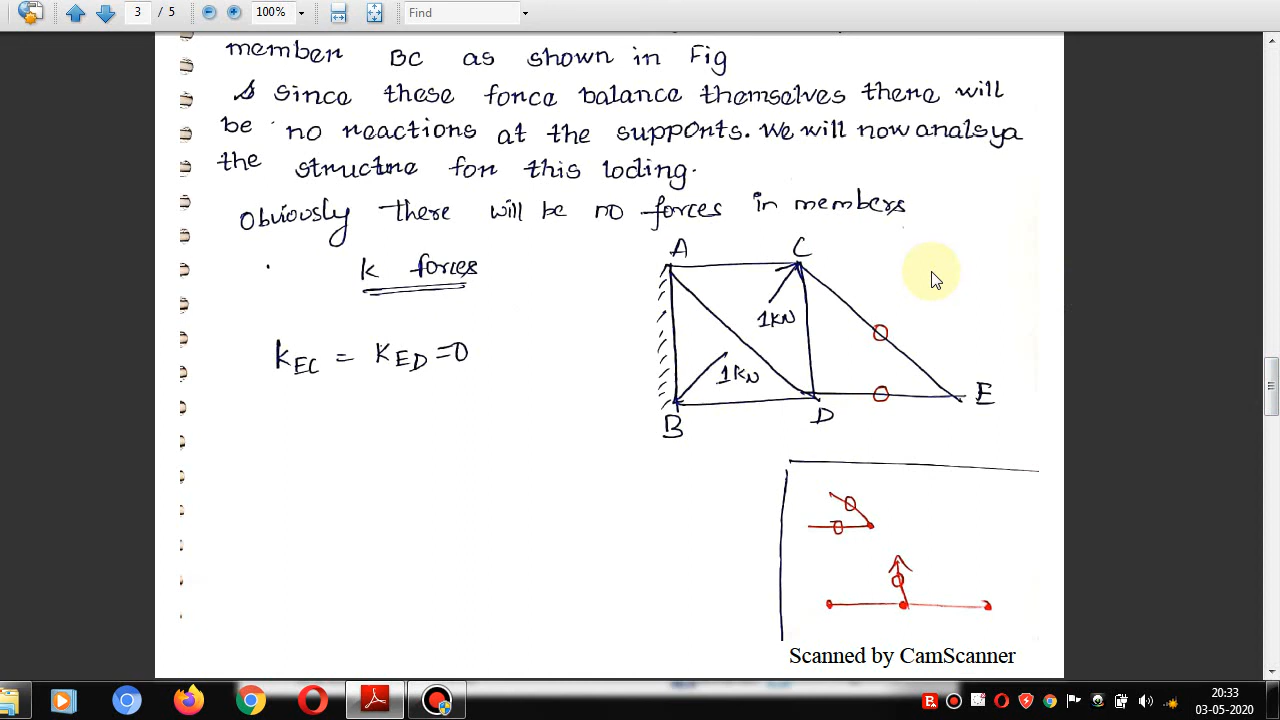 3 / 5
100%
Find
member BC as shown in Fig
& since these force balance themselves there will
be no reactions at the supports. We will now analsya
the structure for this loding.
Obviously there will be no forces in members
k forces
A
C
1KN
KEC = KED =0
1KN
E
B
D
0
0
Scanned by CamScanner
20:33
03-05-2020